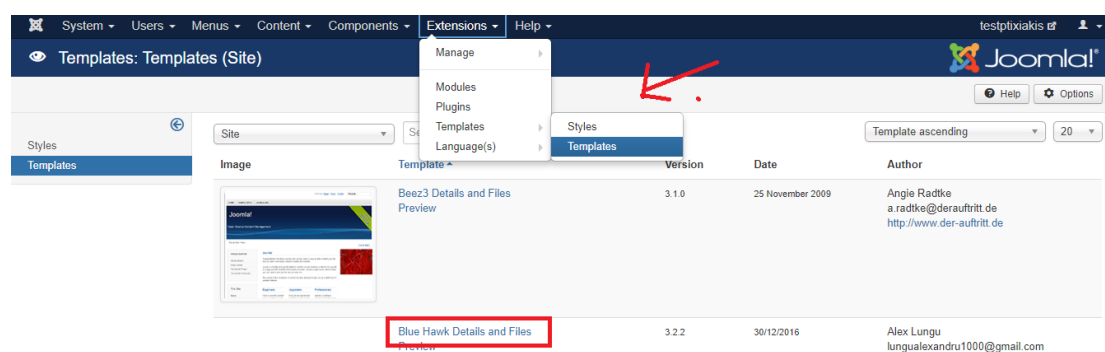 System Users Menus Content Components Extensions Help testptixiakis
Templates: Templates (Site) Joomla!
Manage
Modules
Plugins
Templates
Language(s)
Styles
Templates
Help Options
Styles
Templates
Site
Template ascending 20
Image Template Version Date Author
Joomla!
Beez3 Details and Files 3.1.0 25 November 2009 Angie Radtke
Preview a.radtke@derauftritt.de
http://www.der-auftritt.de
Blue Hawk Details and Files 3.2.2 30/12/2016 Alex Lungu
Preview lungualexandru1000@gmail.com